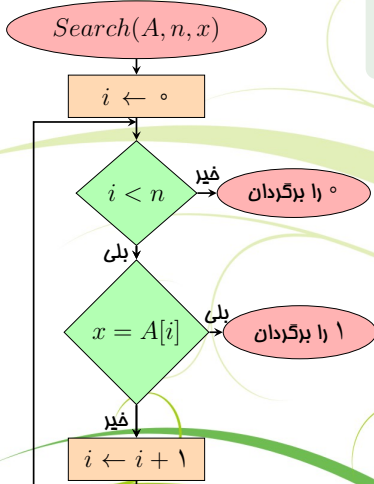 Search(A, n, x)
i ← ۰
i < n
خیر
۰ را برگردان
بلی
x = A[i]
بلی
۱ را برگردان
خیر
i ← i + ۱